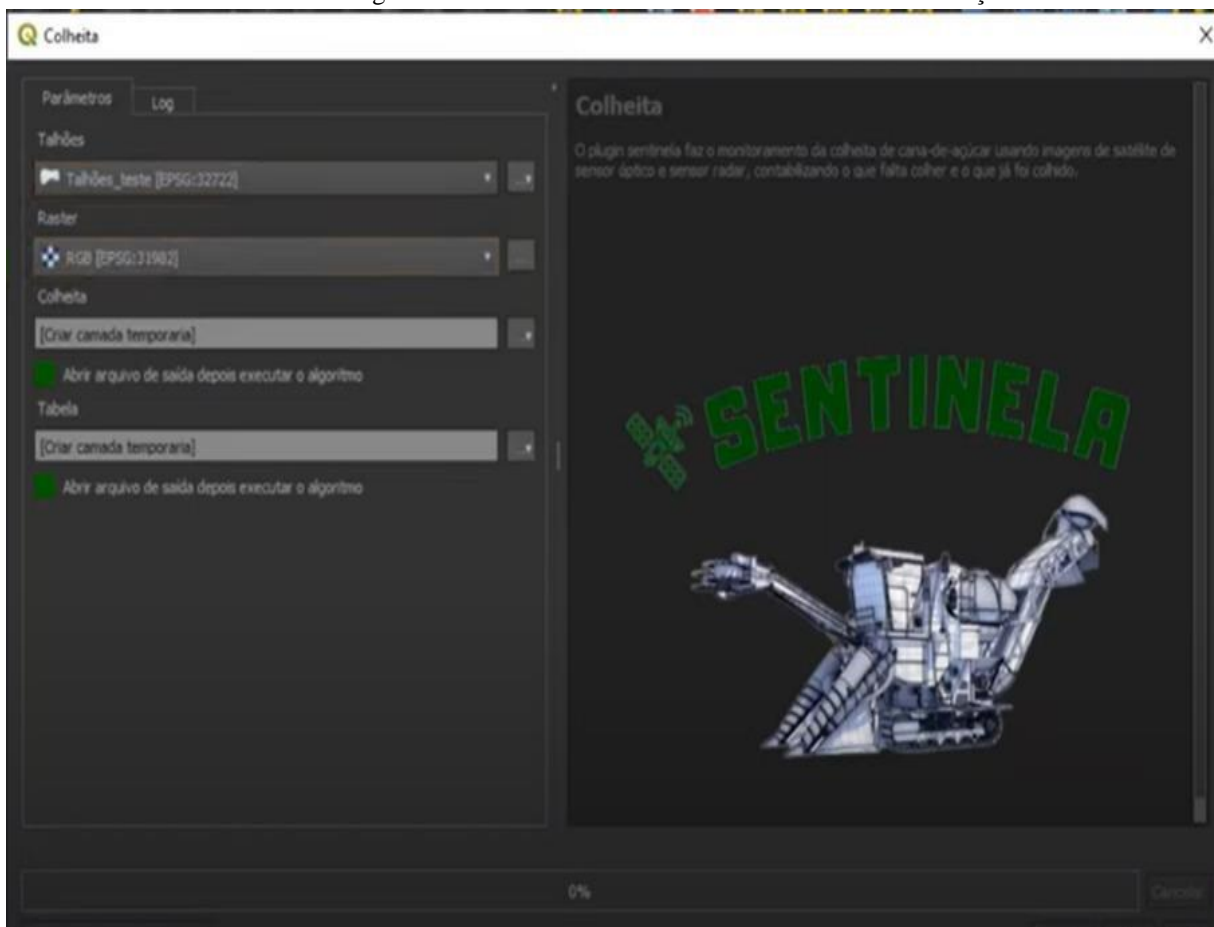 Colheita
Parâmetros
Log
Talhões
Talhões_teste [EPSG:32722]
Raster
RGB [EPSG:31982]
Colheita
[Criar camada temporaria]
Abrir arquivo de saída depois executar o algoritmo
Tabela
[Criar camada temporaria]
Abrir arquivo de saída depois executar o algoritmo
Colheita
O plugin sentinela faz o monitoramento da colheita de cana-de-açúcar usando imagens de satélite de
sensor óptico e sensor radar, contabilizando o que falta colher e o que já foi colhido.
SENTINELA
0%
Cancelar